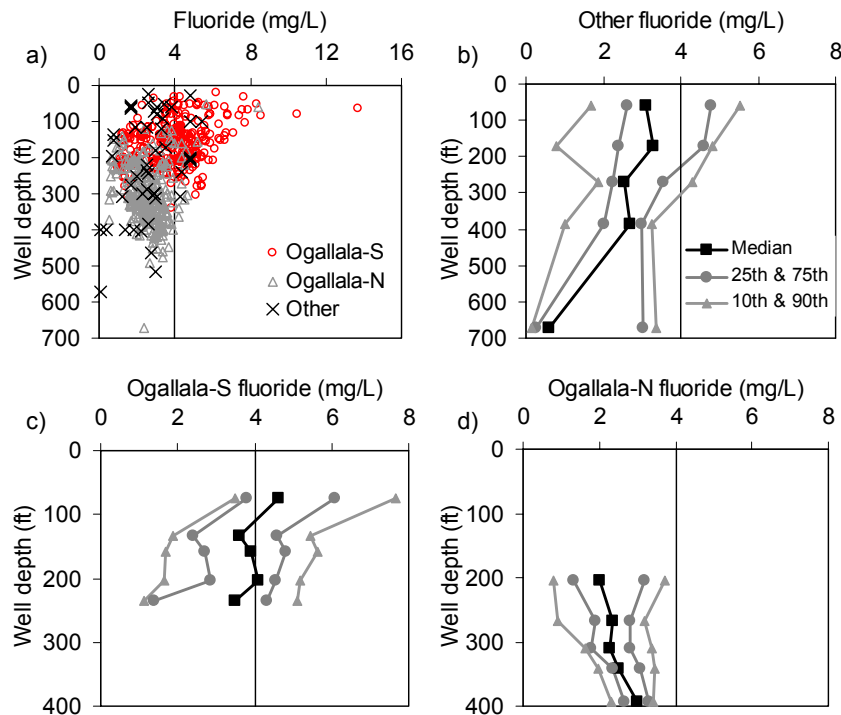 Fluoride (mg/L)
0 4 8 12 16
a)
0
100
200
300
400
500
600
700
Well depth (ft)
Ogallala-S
Ogallala-N
Other
Other fluoride (mg/L)
0 2 4 6 8
b)
0
100
200
300
400
500
600
700
Well depth (ft)
Median
25th & 75th
10th & 90th
Ogallala-S fluoride (mg/L)
0 2 4 6 8
c)
0
100
200
300
400
Well depth (ft)
Ogallala-N fluoride (mg/L)
0 2 4 6 8
d)
0
100
200
300
400
Well depth (ft)